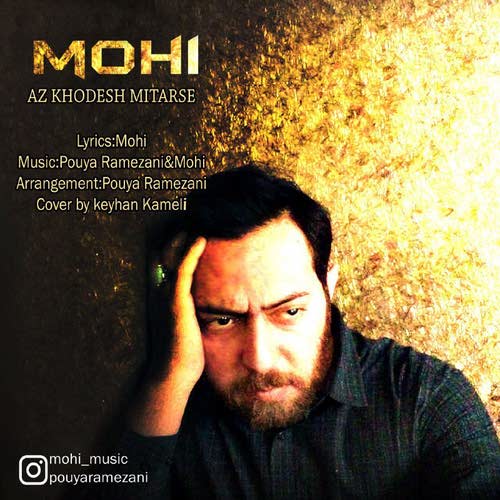 MOHI
AZ KHODESH MITARSE
Lyrics:Mohi
Music:Pouya Ramezani&Mohi
Arrangement:Pouya Ramezani
Cover by keyhan Kameli
mohi_music
pouyaramezani